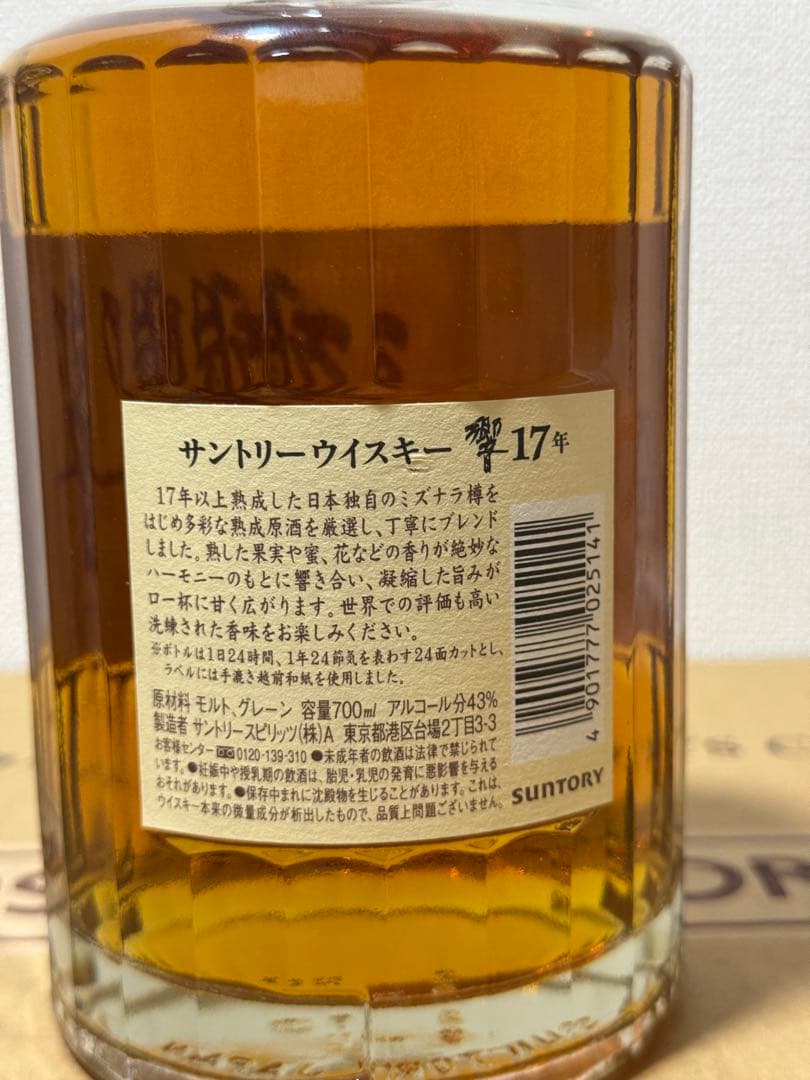 サントリーウイスキー 響 17年
17年以上熟成した日本独自のミズナラ樽を
はじめ多彩な熟成原酒を厳選し、丁寧にブレンド
しました。熟した果実や蜜、花などの香りが絶妙な
ハーモニーのもとに響き合い、凝縮した旨みが
口一杯に甘く広がります。世界での評価も高い
洗練された香味をお楽しみください。
※ボトルは1日24時間、1年24節気を表わす24面カットとし、
ラベルには手漉き越前和紙を使用しました。
原材料 モルト、グレーン 容量700ml アルコール分43%
製造者 サントリースピリッツ(株)A 東京都港区台場2丁目3-3
お客様センター 0120-139-310 ●未成年者の飲酒は法律で禁じられて
います。●妊娠中や授乳期の飲酒は、胎児・乳児の発育に悪影響を与える
おそれがあります。●保存中まれに沈殿物を生じることがあります。これは、
ウイスキー本来の微量成分が析出したもので、品質上問題ございません。
4 901777 025141
SUNTORY